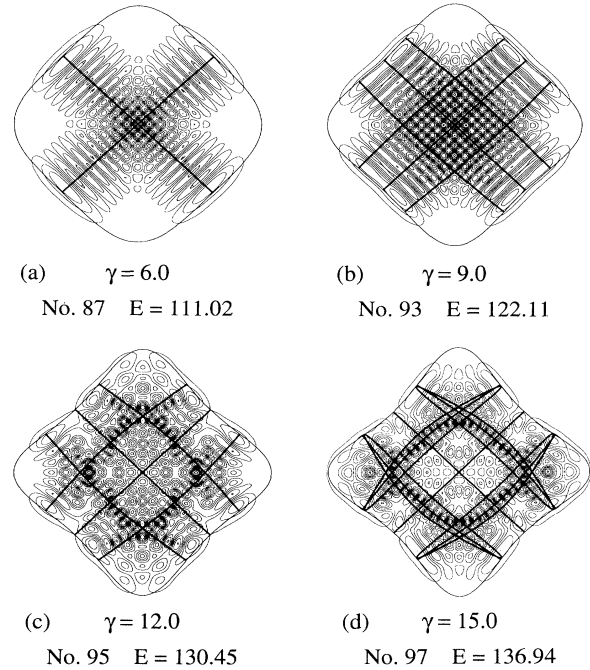 (a) γ = 6.0 (b) γ = 9.0
No. 87 E = 111.02 No. 93 E = 122.11
(c) γ = 12.0 (d) γ = 15.0
No. 95 E = 130.45 No. 97 E = 136.94